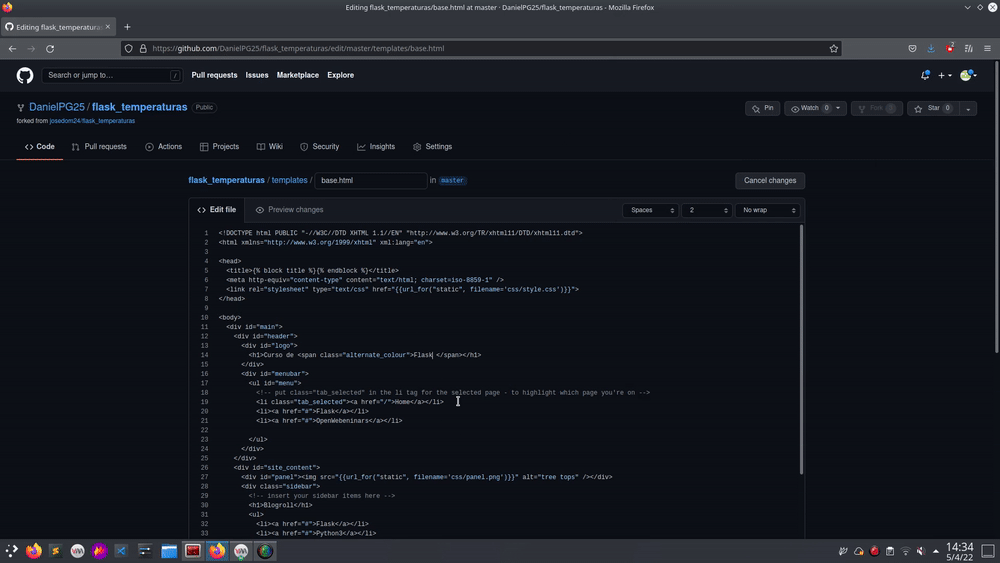 Editing flask_temperaturas/base.html at master · DanielPG25/flask_temperaturas - Mozilla Firefox
Editing flask_temperaturas
https://github.com/DanielPG25/flask_temperaturas/edit/master/templates/base.html
Search or jump to… /
Pull requests Issues Marketplace Explore
DanielPG25 / flask_temperaturas Public
Pin Watch 0 Fork Star 0
forked from josedom24/flask_temperaturas
Code Pull requests Actions Projects Wiki Security Insights Settings
flask_temperaturas / templates / base.html in master Cancel changes
Edit file Preview changes Spaces 2 No wrap
1 <!DOCTYPE html PUBLIC "-//W3C//DTD XHTML 1.1//EN" "http://www.w3.org/TR/xhtml11/DTD/xhtml11.dtd">
2 <html xmlns="http://www.w3.org/1999/xhtml" xml:lang="en">
3
4 <head>
5 <title>{% block title %}{% endblock %}</title>
6 <meta http-equiv="content-type" content="text/html; charset=iso-8859-1" />
7 <link rel="stylesheet" type="text/css" href="{{url_for("static", filename='css/style.css')}}">
8 </head>
9
10 <body>
11 <div id="main">
12 <div id="header">
13 <div id="logo">
14 <h1>Curso de <span class="alternate_colour">Flask </span></h1>
15 </div>
16 <div id="menubar">
17 <ul id="menu">
18 <!-- put class="tab_selected" in the li tag for the selected page - to highlight which page you're on -->
19 <li class="tab_selected"><a href="/">Home</a></li>
20 <li><a href="#">Flask</a></li>
21 <li><a href="#">OpenWebeninars</a></li>
22
23 </ul>
24 </div>
25 </div>
26 <div id="site_content">
27 <div id="panel"><img src="{{url_for("static", filename='css/panel.png')}}" alt="tree tops" /></div>
28 <div class="sidebar">
29 <!-- insert your sidebar items here -->
30 <h1>Blogroll</h1>
31 <ul>
32 <li><a href="#">Flask</a></li>
33 <li><a href="#">Python3</a></li>
14:34
5/4/22